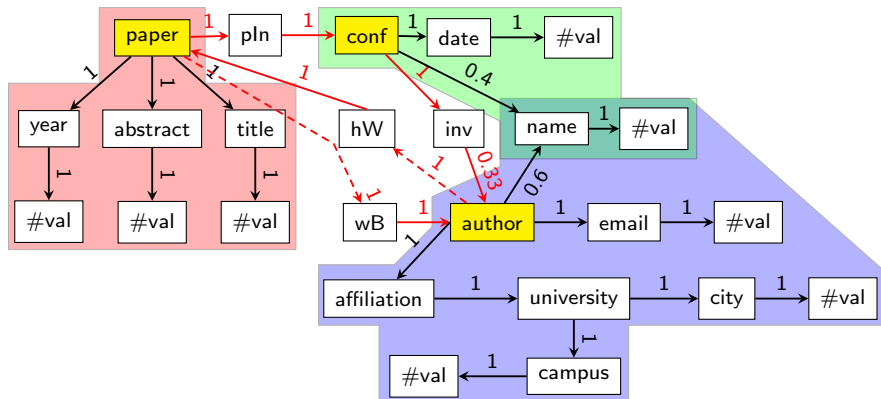 paper 1 pIn 1 conf 1 date 1 #val
1 1 1 1 1 0.4
year abstract title hW inv name 1 #val
1 1 1 1 1 0.33 0.6
#val #val #val wB 1 author 1 email 1 #val
1
affiliation 1 university 1 city 1 #val
1
#val 1 campus